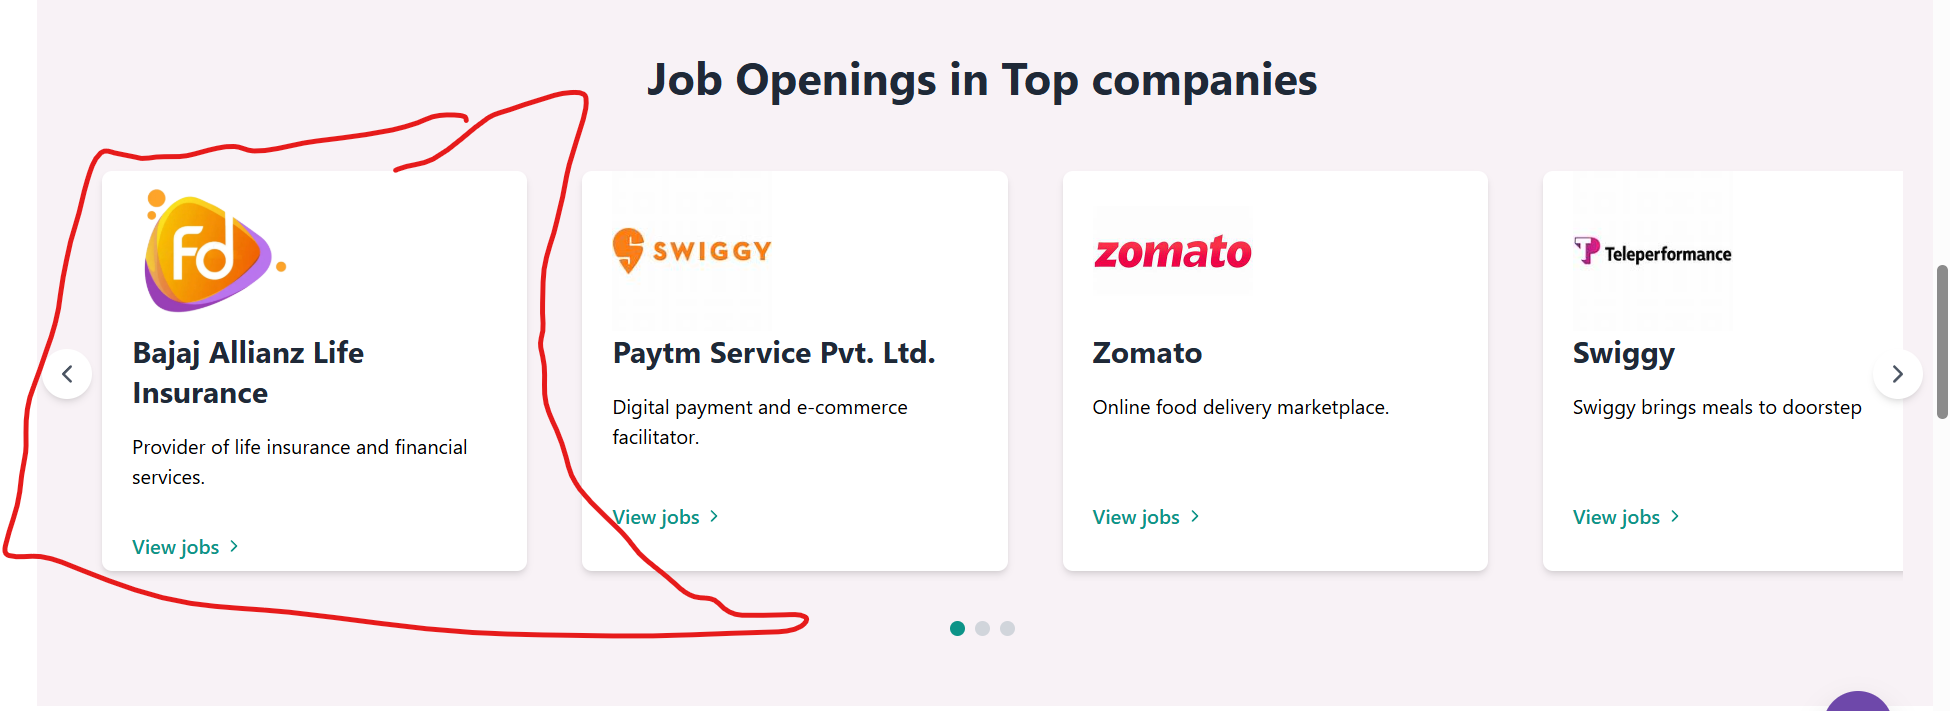 Job Openings in Top companies
Fd
Bajaj Allianz Life
Insurance
Provider of life insurance and financial
services.
View jobs
SWIGGY
Paytm Service Pvt. Ltd.
Digital payment and e-commerce
facilitator.
View jobs
zomato
Zomato
Online food delivery marketplace.
View jobs
TP Teleperformance
Swiggy
Swiggy brings meals to doorstep
View jobs